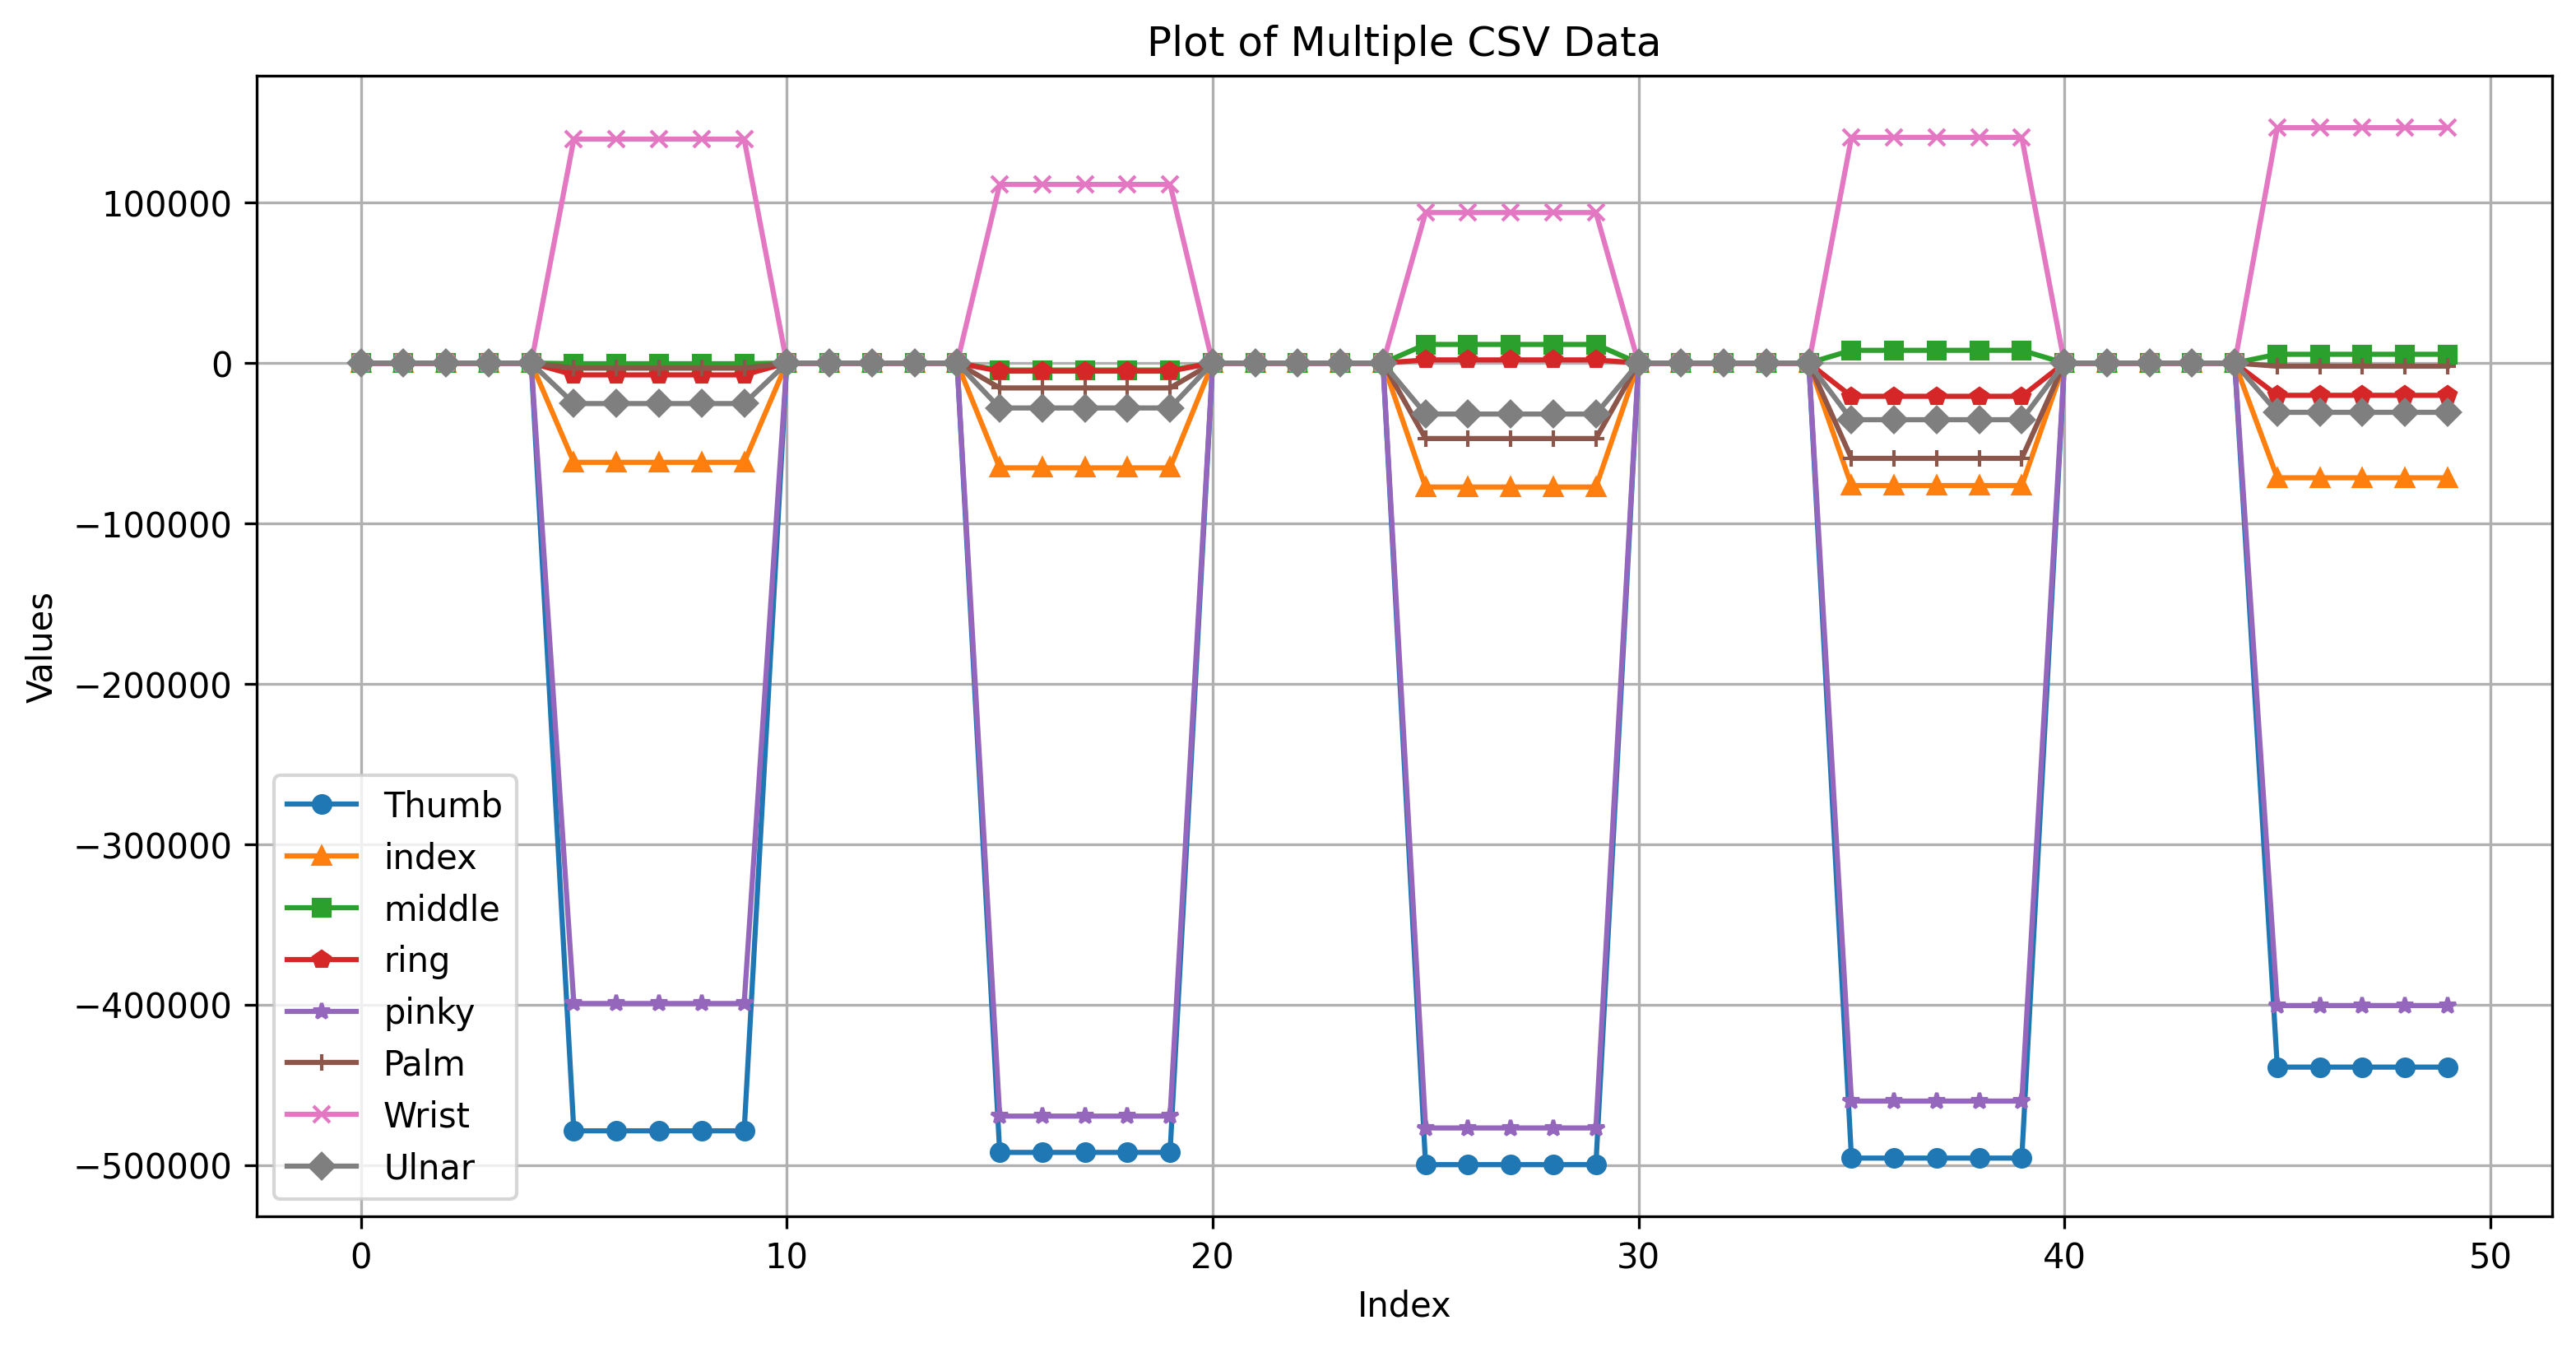 Plot of Multiple CSV Data
100000
0
−100000
−200000
−300000
−400000
−500000
Values
Thumb
index
middle
ring
pinky
Palm
Wrist
Ulnar
0 10 20 30 40 50
Index